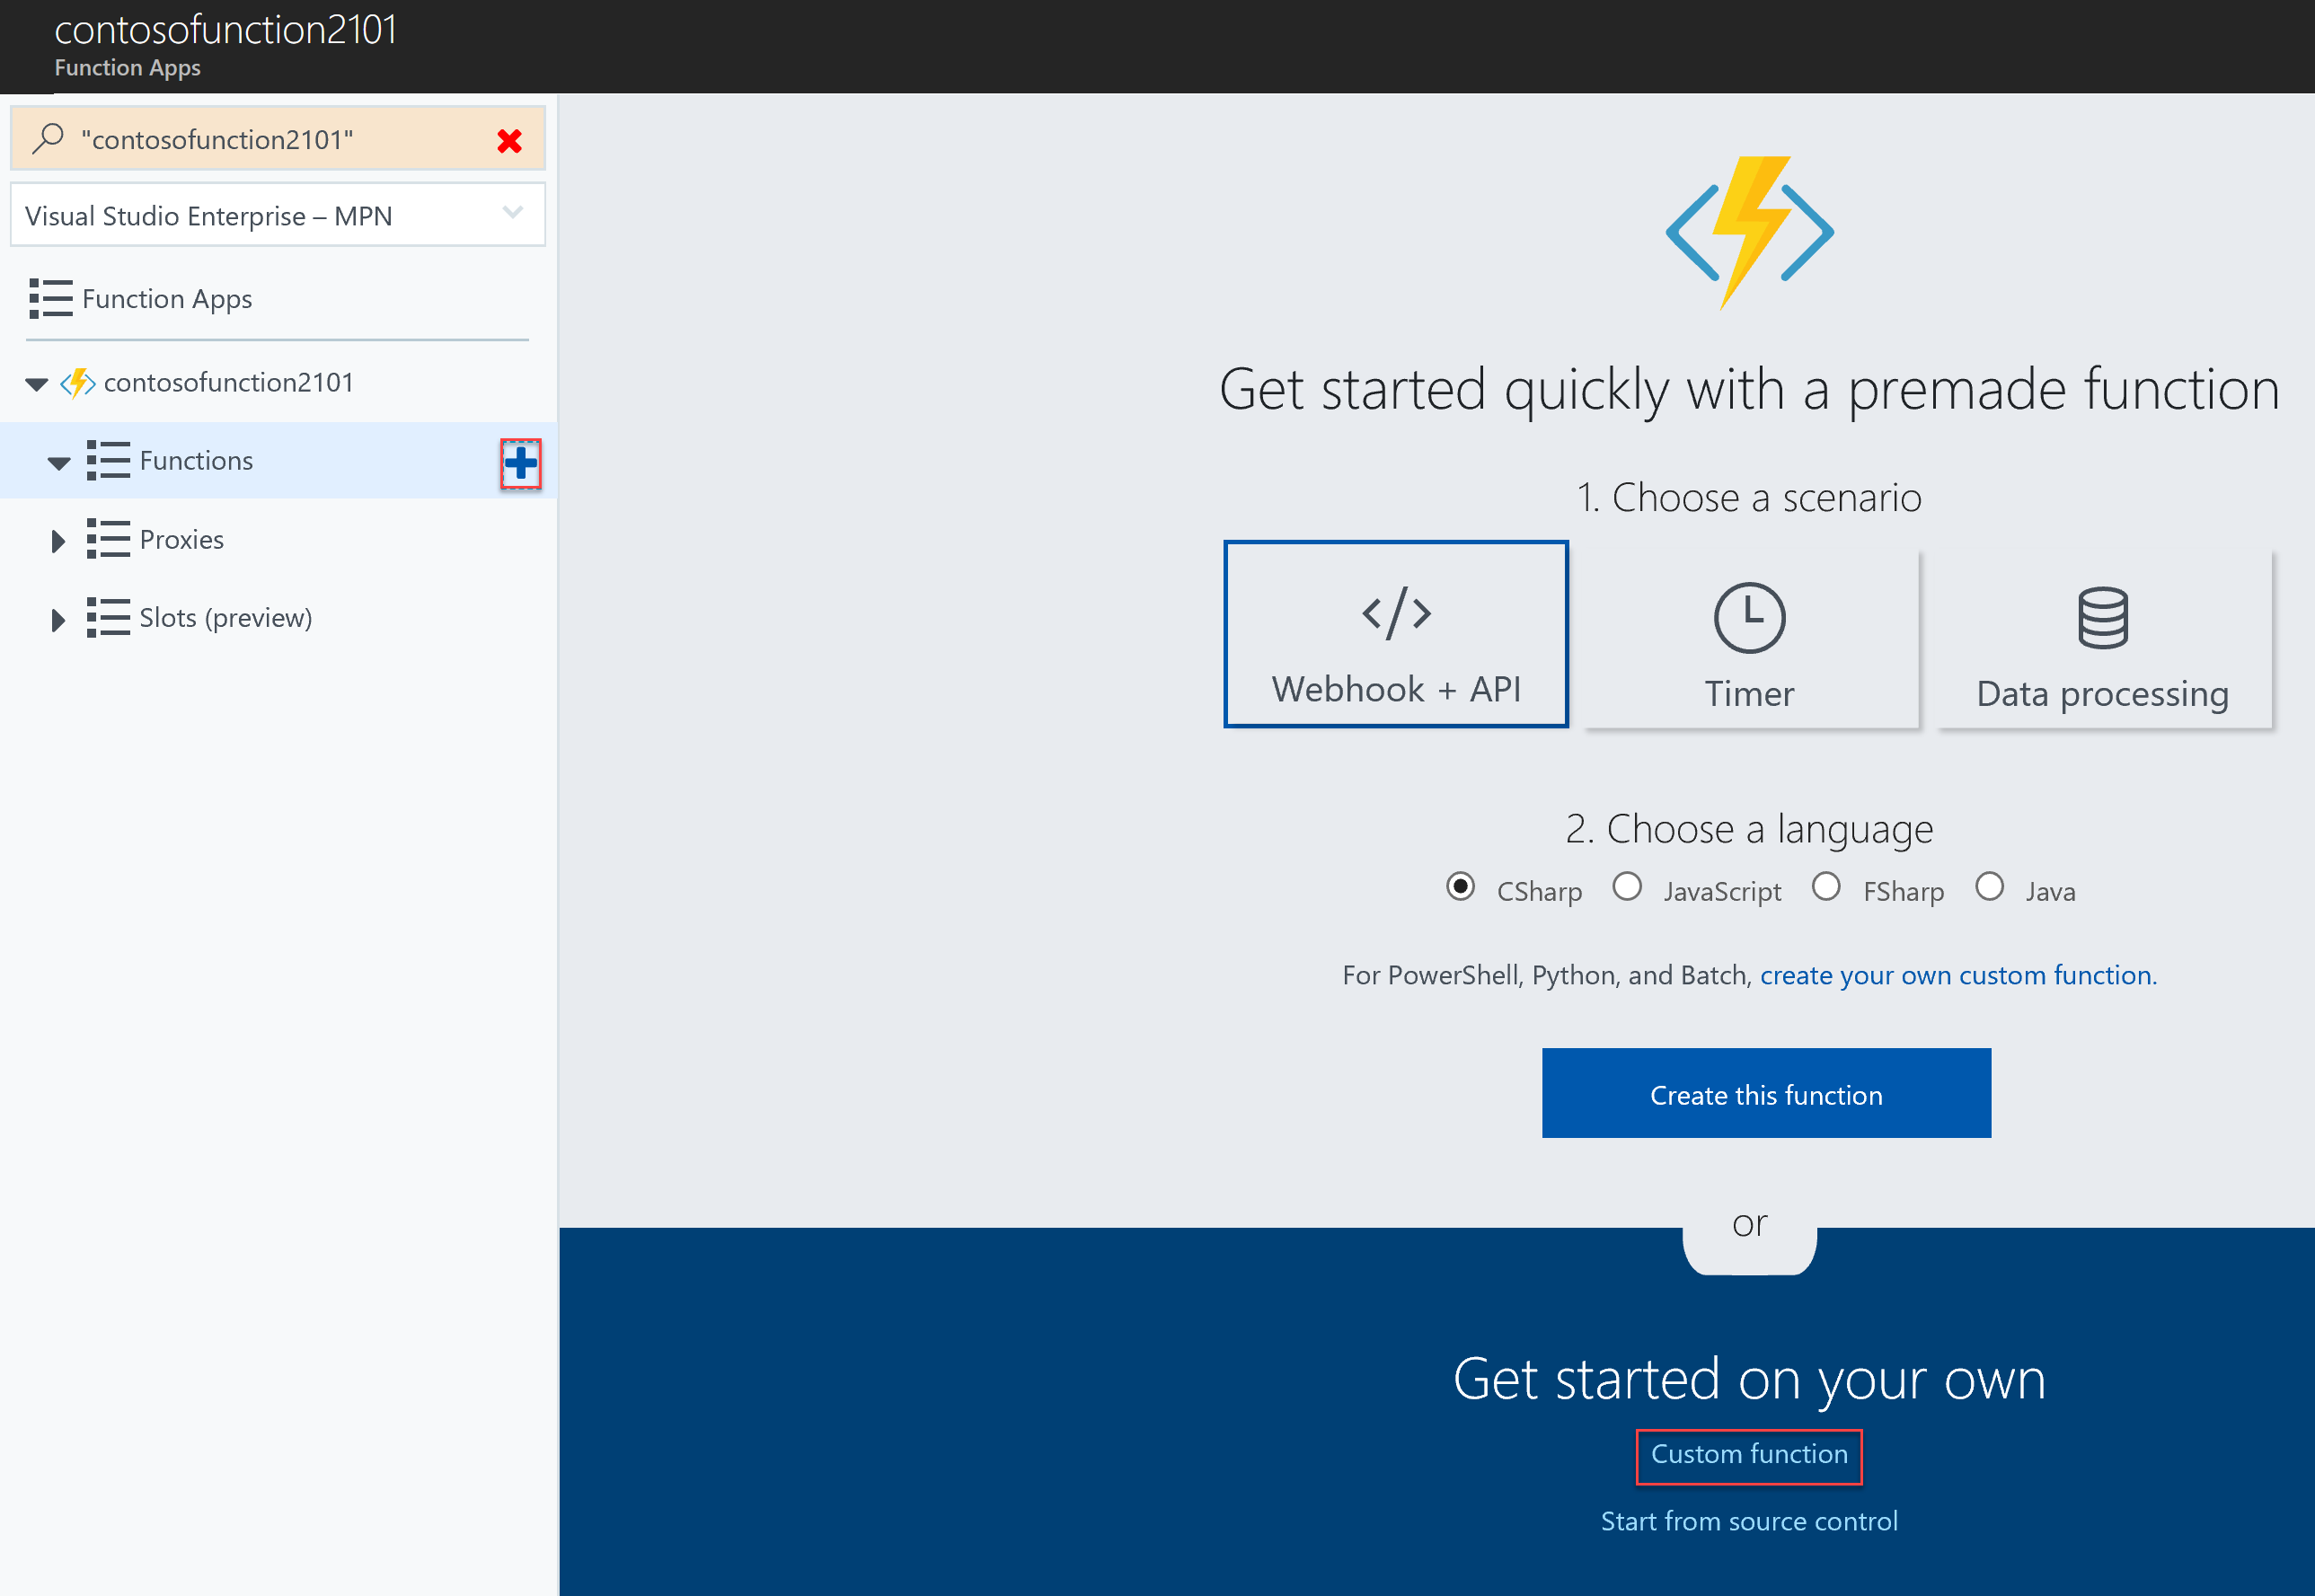 contosofunction2101
Function Apps
"contosofunction2101"
Visual Studio Enterprise – MPN
Function Apps
contosofunction2101
Functions
Proxies
Slots (preview)
Get started quickly with a premade function
1. Choose a scenario
Webhook + API
Timer
Data processing
2. Choose a language
CSharp JavaScript FSharp Java
For PowerShell, Python, and Batch, create your own custom function.
Create this function
or
Get started on your own
Custom function
Start from source control